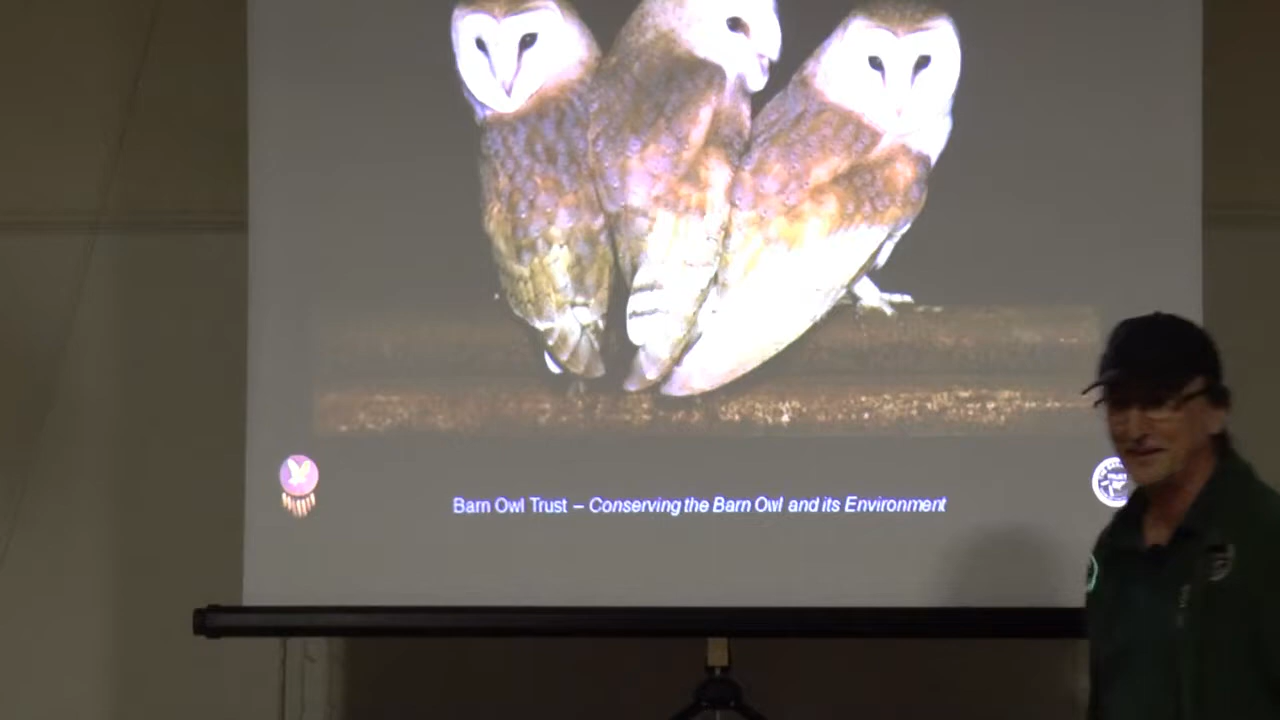 Barn Owl Trust – Conserving the Barn Owl and its Environment